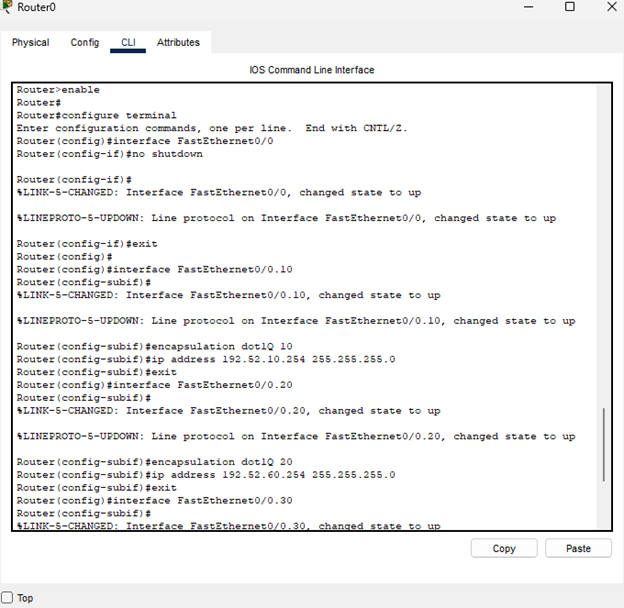 Router0
Physical Config CLI Attributes
IOS Command Line Interface
Router>enable
Router#
Router#configure terminal
Enter configuration commands, one per line.  End with CNTL/Z.
Router(config)#interface FastEthernet0/0
Router(config-if)#no shutdown
Router(config-if)#
%LINK-5-CHANGED: Interface FastEthernet0/0, changed state to up
%LINEPROTO-5-UPDOWN: Line protocol on Interface FastEthernet0/0, changed state to up
Router(config-if)#exit
Router(config)#
Router(config)#interface FastEthernet0/0.10
Router(config-subif)#
%LINK-5-CHANGED: Interface FastEthernet0/0.10, changed state to up
%LINEPROTO-5-UPDOWN: Line protocol on Interface FastEthernet0/0.10, changed state to up
Router(config-subif)#encapsulation dot1Q 10
Router(config-subif)#ip address 192.52.10.254 255.255.255.0
Router(config-subif)#exit
Router(config)#interface FastEthernet0/0.20
Router(config-subif)#
%LINK-5-CHANGED: Interface FastEthernet0/0.20, changed state to up
%LINEPROTO-5-UPDOWN: Line protocol on Interface FastEthernet0/0.20, changed state to up
Router(config-subif)#encapsulation dot1Q 20
Router(config-subif)#ip address 192.52.60.254 255.255.255.0
Router(config-subif)#exit
Router(config)#interface FastEthernet0/0.30
Router(config-subif)#
%LINK-5-CHANGED: Interface FastEthernet0/0.30, changed state to up
Copy Paste
Top